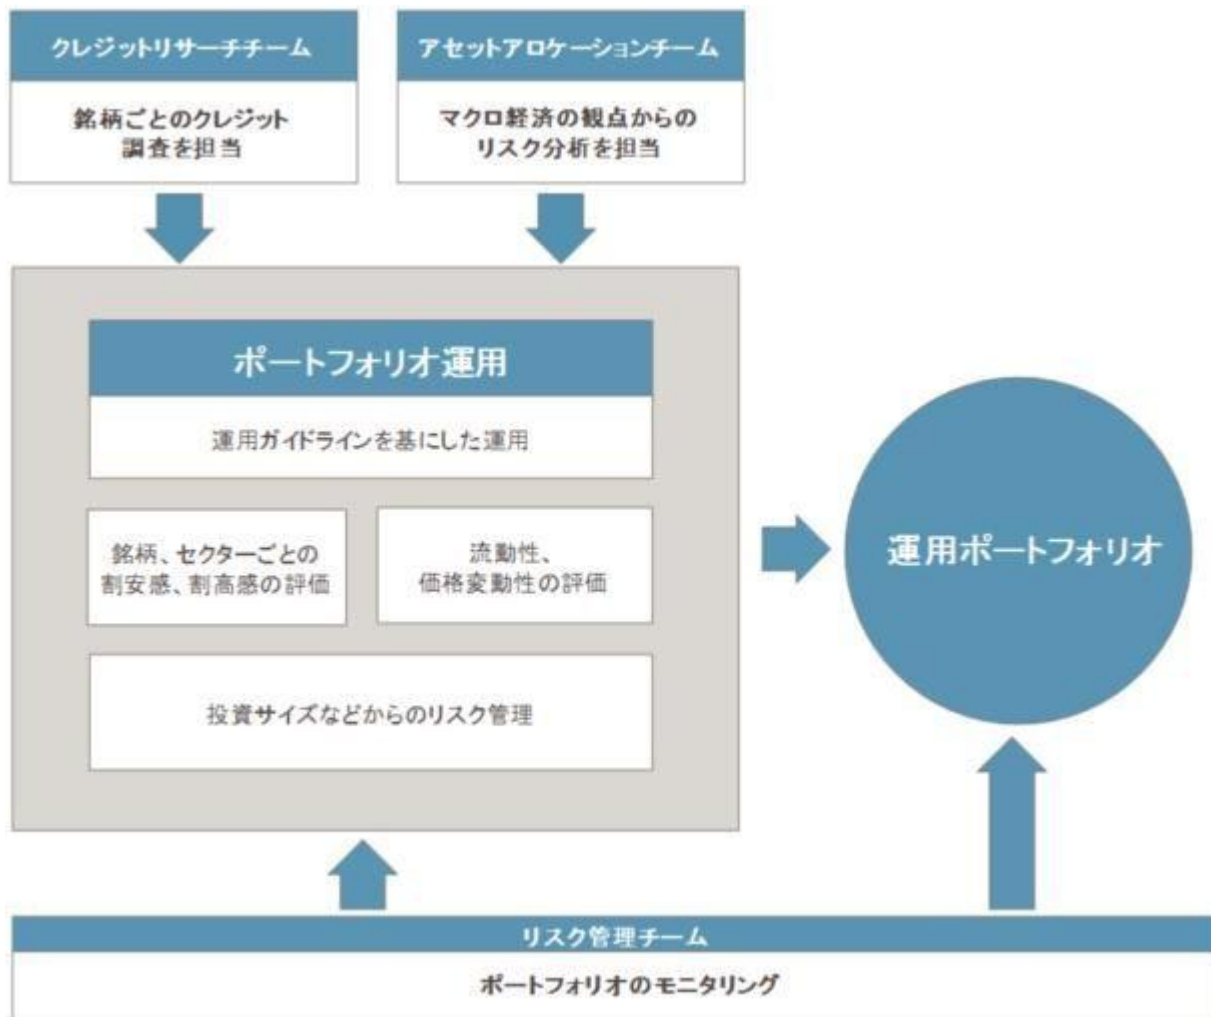 クレジットリサーチチーム
銘柄ごとのクレジット
調査を担当
アセットアロケーションチーム
マクロ経済の観点からの
リスク分析を担当
ポートフォリオ運用
運用ガイドラインを基にした運用
銘柄、セクターごとの
割安感、割高感の評価
流動性、
価格変動性の評価
投資サイズなどからのリスク管理
運用ポートフォリオ
リスク管理チーム
ポートフォリオのモニタリング